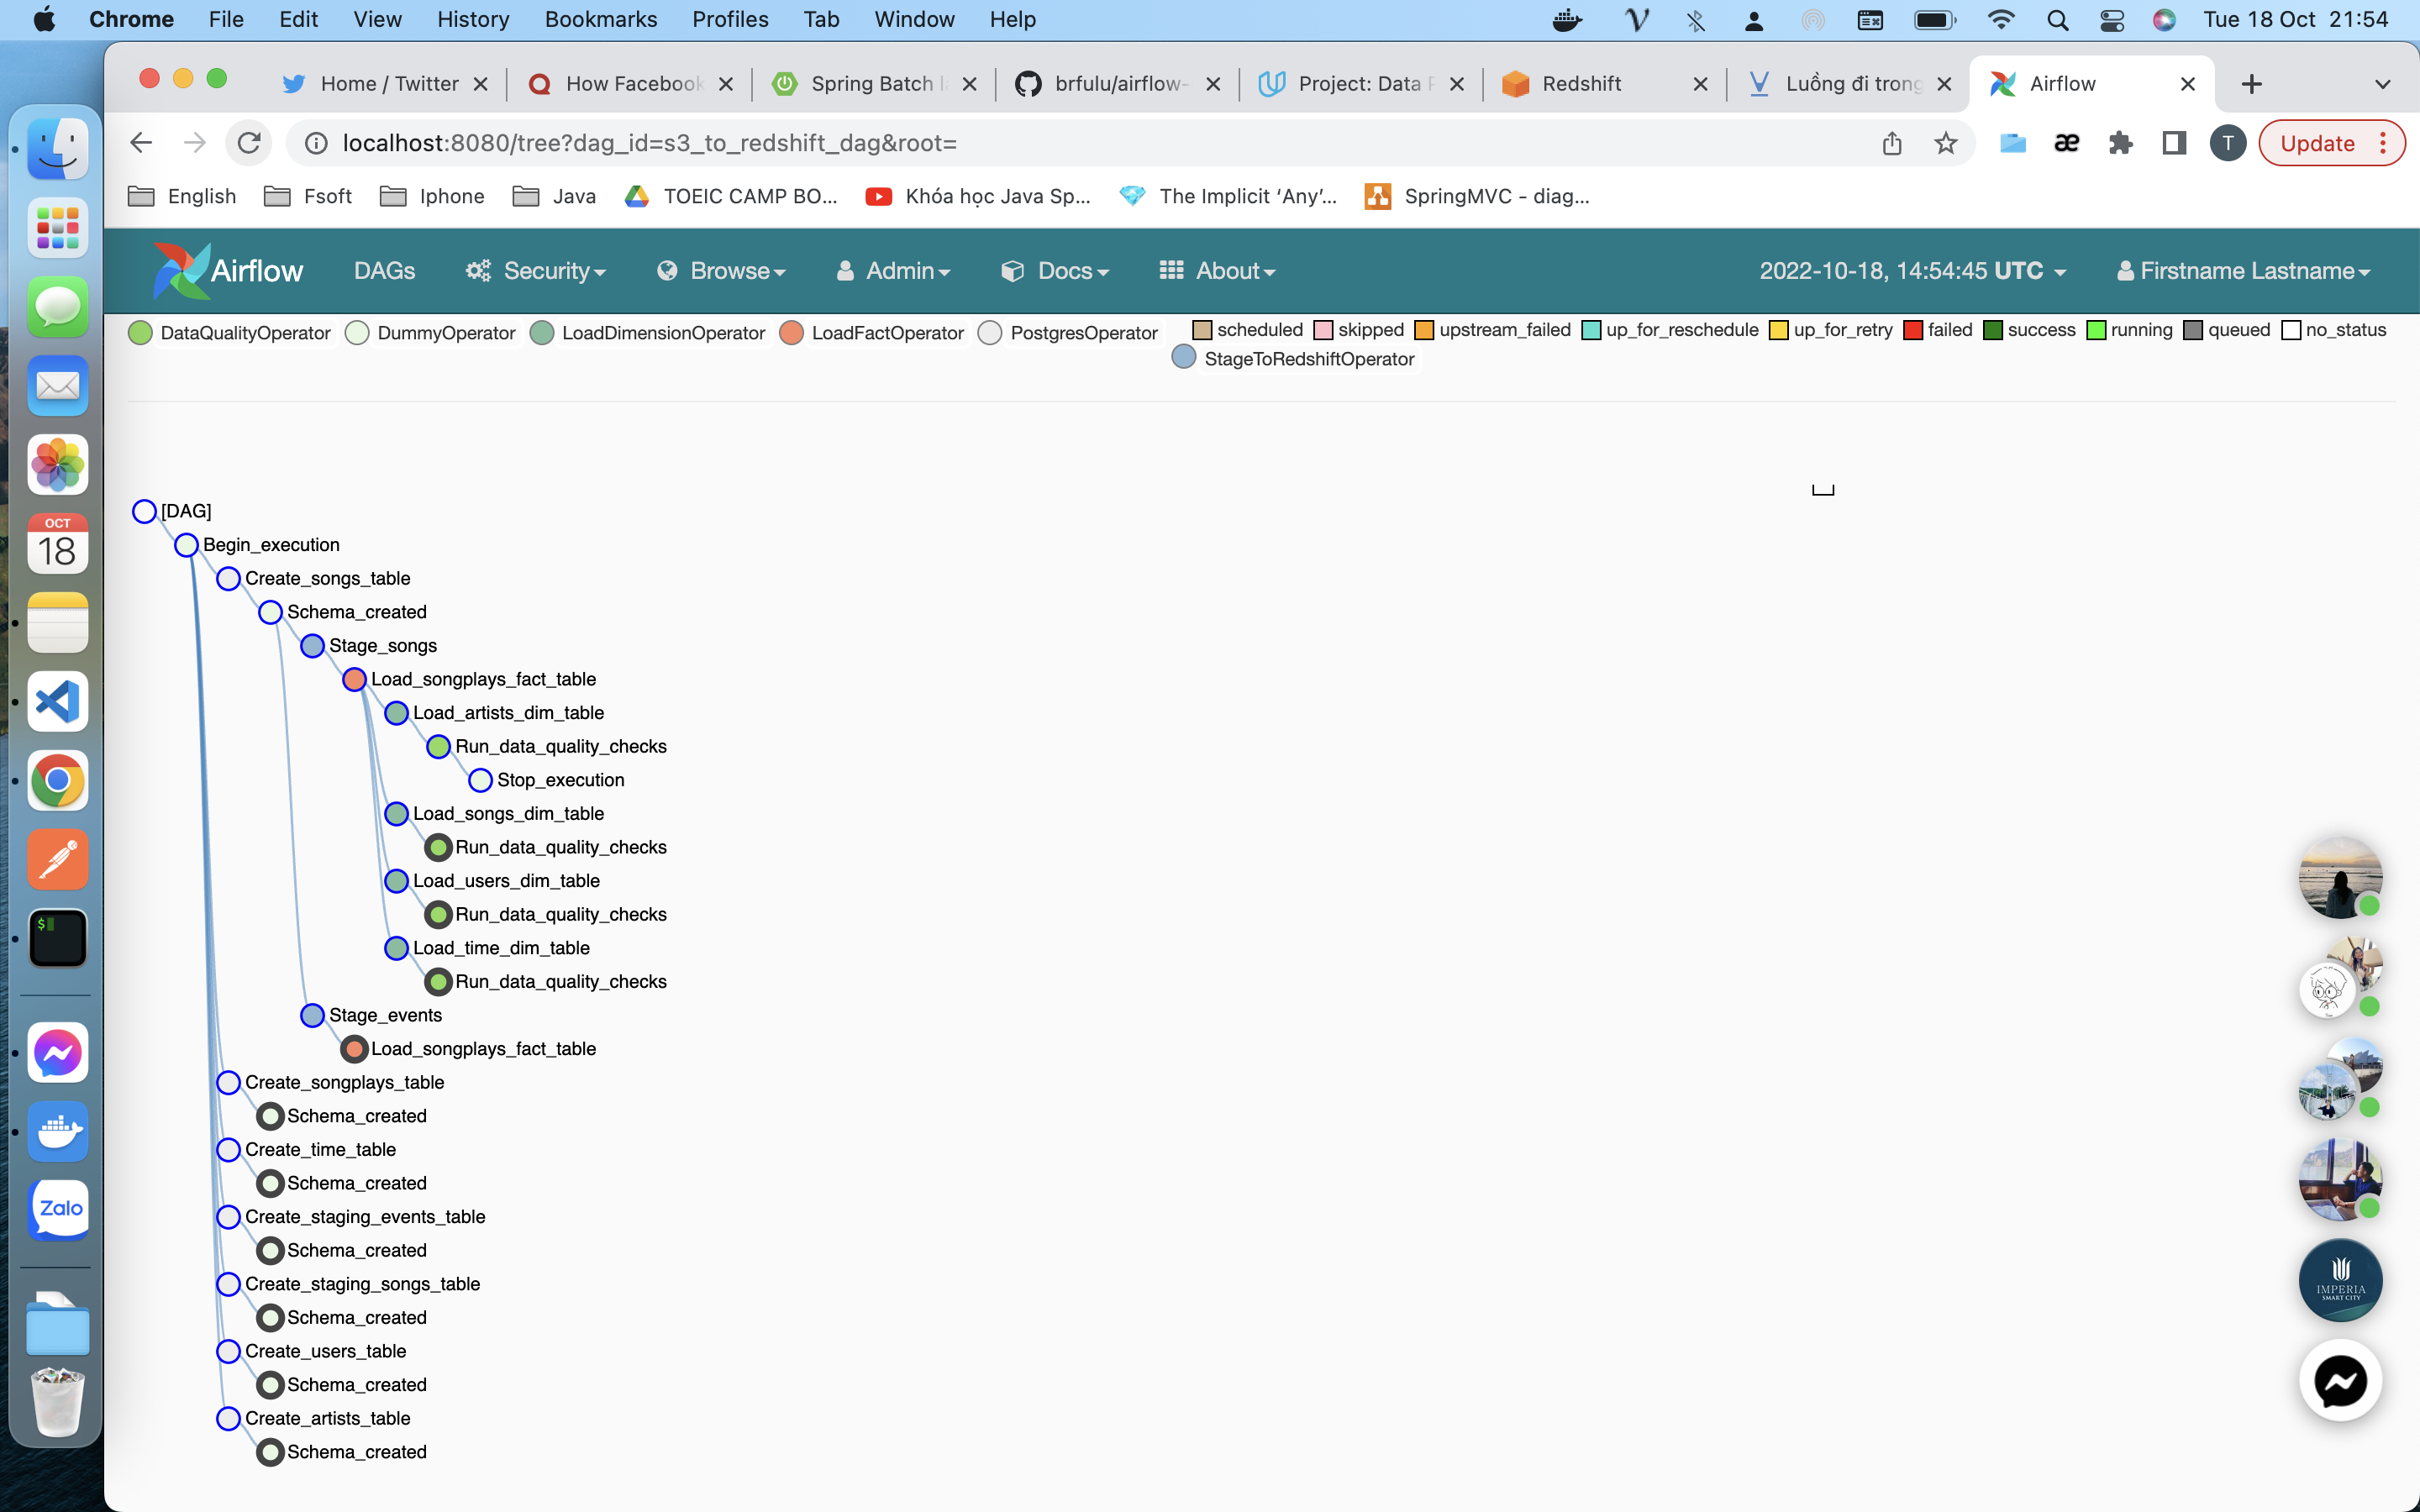 Chrome File Edit View History Bookmarks Profiles Tab Window Help Tue 18 Oct 21:54
Home / Twitter How Facebook Spring Batch brfulu/airflow- Project: Data Redshift Luồng đi trong Airflow
localhost:8080/tree?dag_id=s3_to_redshift_dag&root= T Update
English Fsoft Iphone Java TOEIC CAMP BO... Khóa học Java Sp... The Implicit ‘Any’... SpringMVC - diag...
Airflow DAGs Security Browse Admin Docs About 2022-10-18, 14:54:45 UTC Firstname Lastname
DataQualityOperator DummyOperator LoadDimensionOperator LoadFactOperator PostgresOperator scheduled skipped upstream_failed up_for_reschedule up_for_retry failed success running queued no_status
StageToRedshiftOperator
[DAG]
Begin_execution
Create_songs_table
Schema_created
Stage_songs
Load_songplays_fact_table
Load_artists_dim_table
Run_data_quality_checks
Stop_execution
Load_songs_dim_table
Run_data_quality_checks
Load_users_dim_table
Run_data_quality_checks
Load_time_dim_table
Run_data_quality_checks
Stage_events
Load_songplays_fact_table
Create_songplays_table
Schema_created
Create_time_table
Schema_created
Create_staging_events_table
Schema_created
Create_staging_songs_table
Schema_created
Create_users_table
Schema_created
Create_artists_table
Schema_created
OCT
18
$
Zalo
IMPERIA
SMART CITY